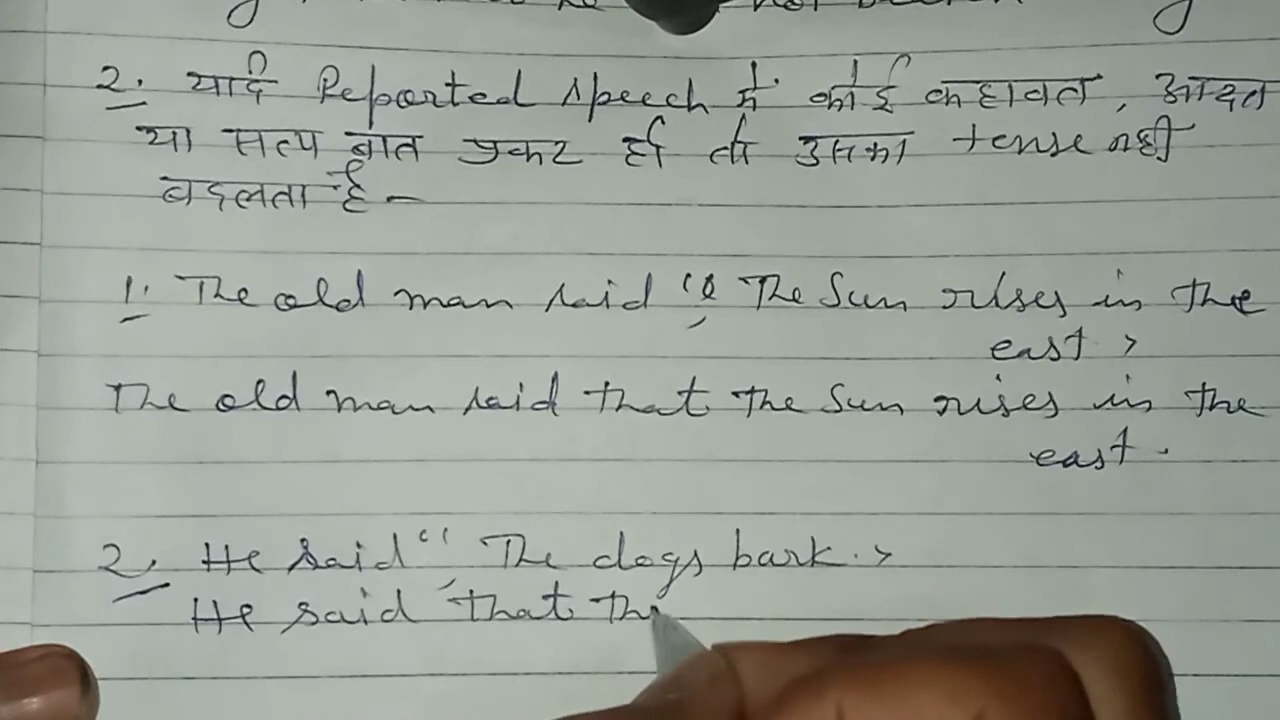 2. यदि Reported speech में कोई कहावत, आदत
या सत्य बात प्रकट हो तो उसका tense नहीं
बदलता है -
1. The old man said, " The Sun rises in the
east "
The old man said that the Sun rises in the
east.
2. He said, " The dogs bark. "
He said that th